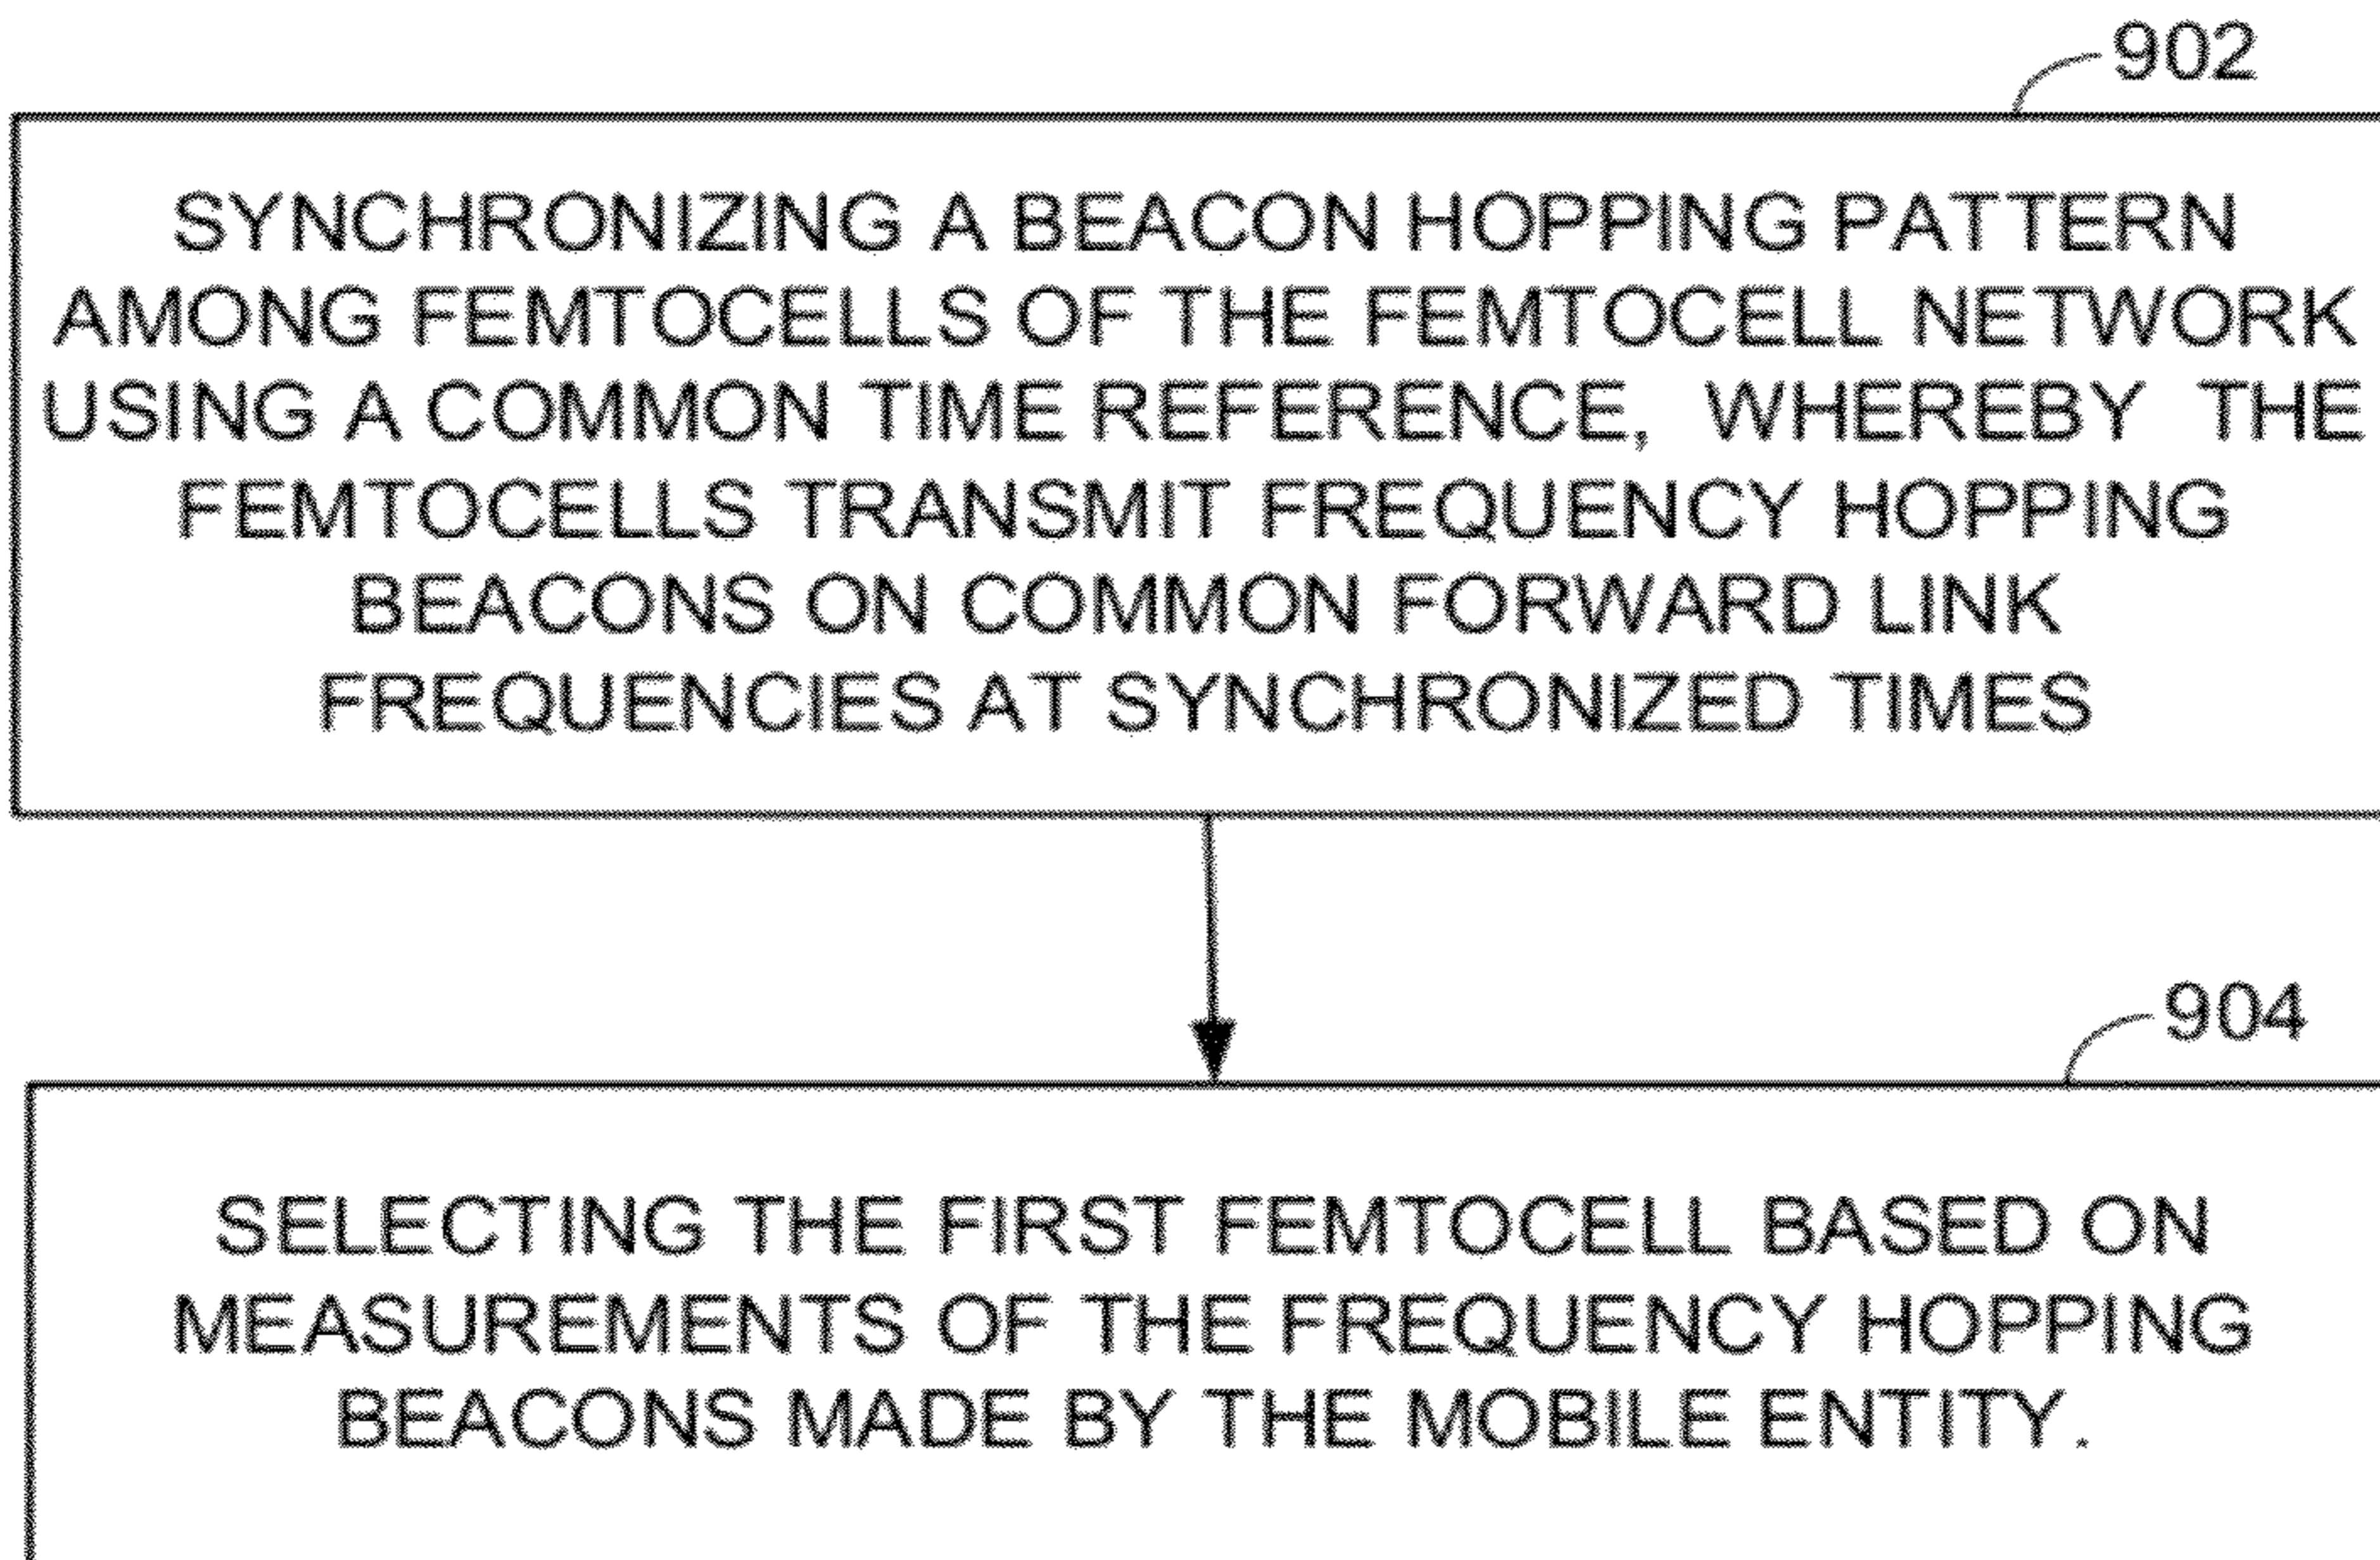 902
SYNCHRONIZING A BEACON HOPPING PATTERN
AMONG FEMTOCELLS OF THE FEMTOCELL NETWORK
USING A COMMON TIME REFERENCE, WHEREBY THE
FEMTOCELLS TRANSMIT FREQUENCY HOPPING
BEACONS ON COMMON FORWARD LINK
FREQUENCIES AT SYNCHRONIZED TIMES
904
SELECTING THE FIRST FEMTOCELL BASED ON
MEASUREMENTS OF THE FREQUENCY HOPPING
BEACONS MADE BY THE MOBILE ENTITY.